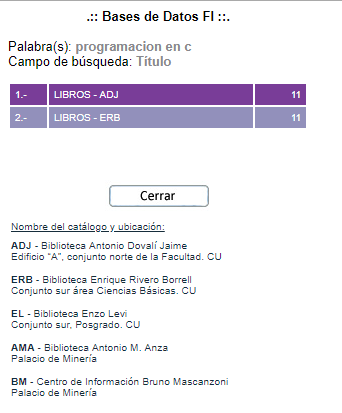 .:: Bases de Datos FI ::.
Palabra(s): programacion en c
Campo de búsqueda: Título
1.- LIBROS - ADJ 11
2.- LIBROS - ERB 11
Cerrar
Nombre del catálogo y ubicación:
ADJ - Biblioteca Antonio Dovalí Jaime
Edificio "A", conjunto norte de la Facultad. CU
ERB - Biblioteca Enrique Rivero Borrell
Conjunto sur área Ciencias Básicas. CU
EL - Biblioteca Enzo Levi
Conjunto sur, Posgrado. CU
AMA - Biblioteca Antonio M. Anza
Palacio de Minería
BM - Centro de Información Bruno Mascanzoni
Palacio de Minería